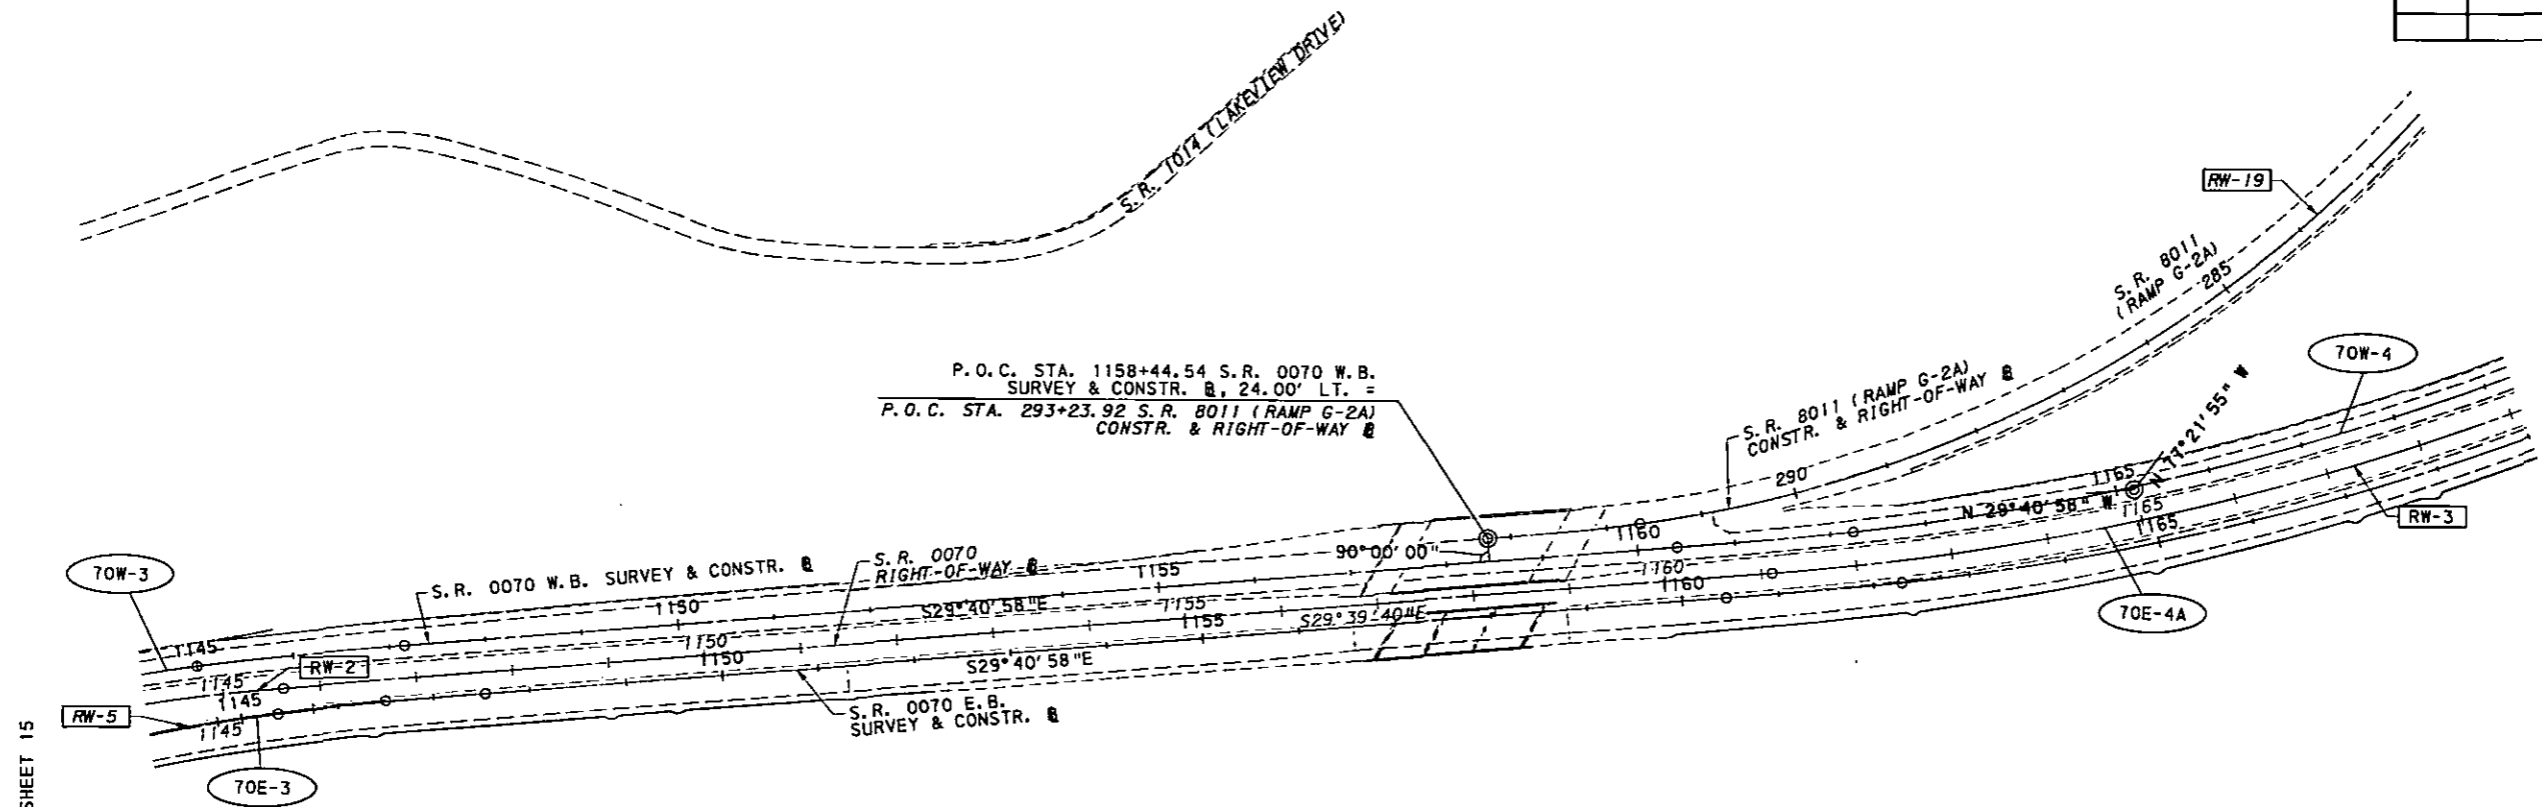 S.R. 1014 (LAKEVIEW DRIVE)
RW-19
S.R. 8011
(RAMP G-2A)
285
70W-4
P.O.C. STA. 1158+44.54 S.R. 0070 W.B.
SURVEY & CONSTR. ℄, 24.00' LT. =
P.O.C. STA. 293+23.92 S.R. 8011 (RAMP G-2A)
CONSTR. & RIGHT-OF-WAY ℄
S.R. 8011 (RAMP G-2A)
CONSTR. & RIGHT-OF-WAY ℄
N 77°21'55" W
290
1165
N 29°40'58" W
1165
1165
RW-3
70W-3
S.R. 0070 W.B. SURVEY & CONSTR. ℄
S.R. 0070
RIGHT-OF-WAY ℄
90°00'00"
1160
1160
1160
1155
1155
1155
S29°40'58"E
S29°39'40"E
S29°40'58"E
1150
1150
1150
70E-4A
1145
RW-2
1145
1145
1145
RW-5
S.R. 0070 E.B.
SURVEY & CONSTR. ℄
70E-3
SHEET 15